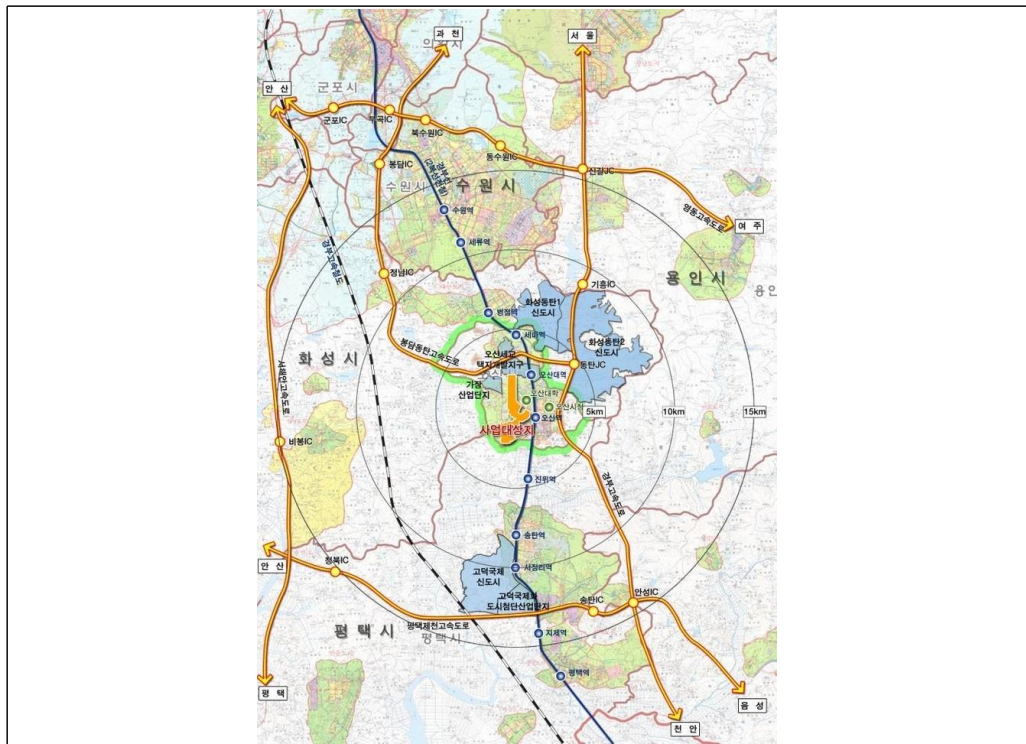 과 천
서 울
의왕시
군포시
안 산
군포IC
부곡IC
북수원IC
동수원IC
신갈JC
봉담IC
경부선
(2복선전철)
수원시
수원시
영동고속도로
여 주
수원역
세류역
경부고속철도
정남IC
용인시
기흥IC
병점역
화성동탄1
신도시
세마역
화성동탄2
신도시
화성시
봉담동탄고속도로
오산세교
택지개발지구
동탄JC
서해안고속도로
가장
산업단지
오산대역
오산대학
오산시청
5km
10km
15km
오산역
사업대상지
비봉IC
진위역
경부고속도로
송탄역
안 산
청북IC
고덕국제
신도시
서정리역
고덕국제화
도시첨단산업단지
송탄IC
안성IC
평택제천고속도로
평택시
평택시
지제역
평택역
평 택
음 성
천 안